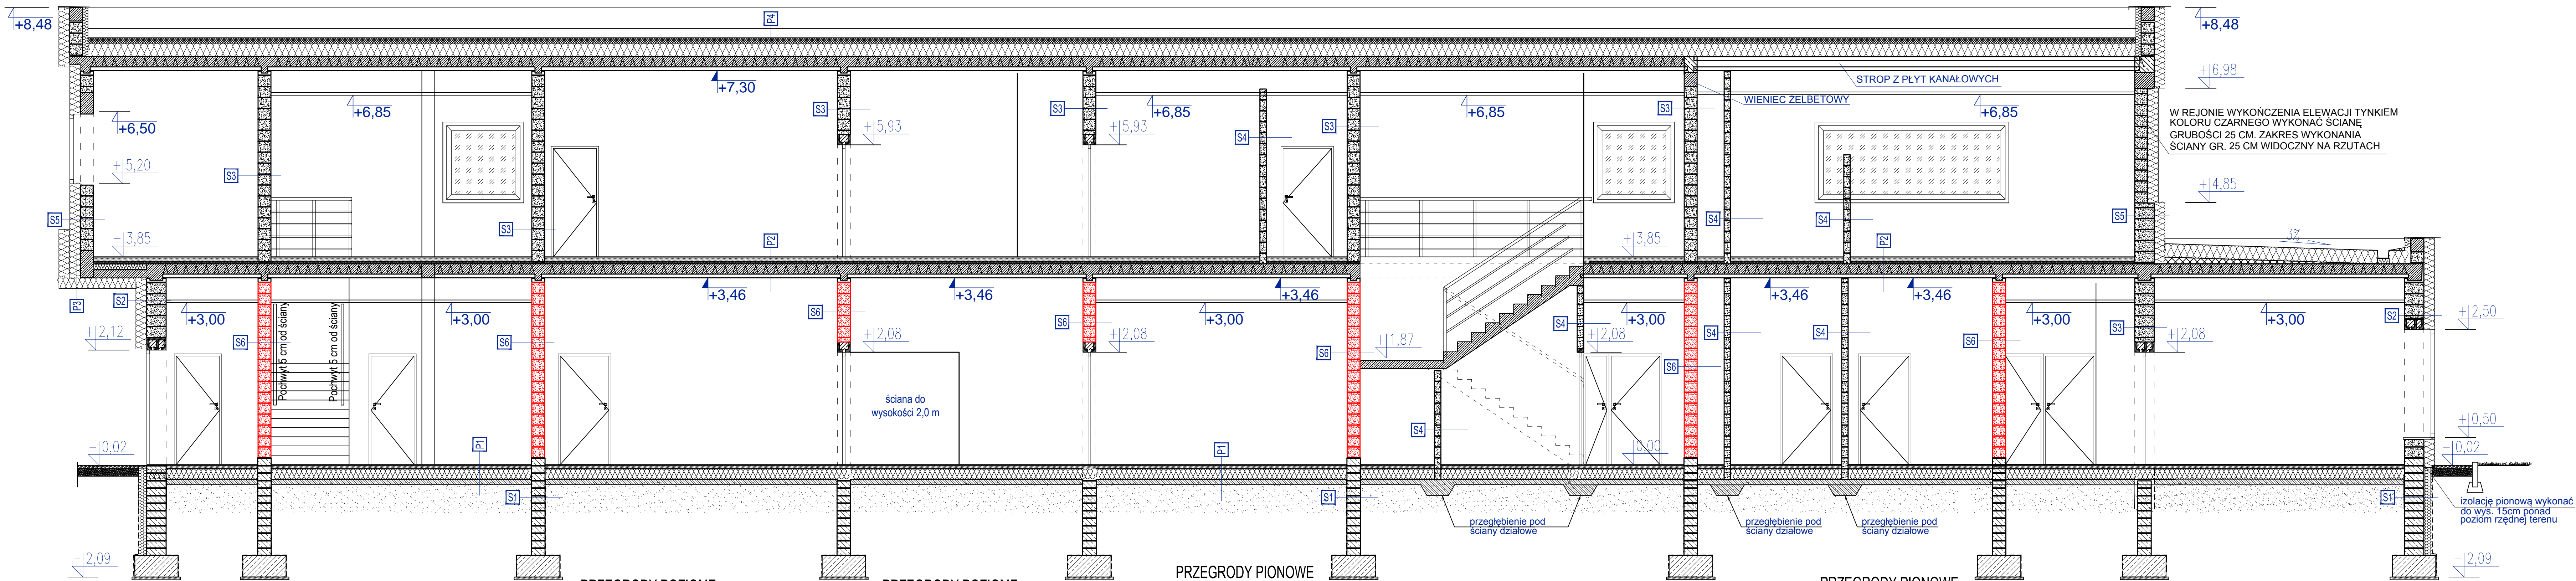 +8,48
P4
+8,48
+7,30
STROP Z PŁYT KANAŁOWYCH
+6,98
WIENIEC ŻELBETOWY
+6,50
+6,85
S3
+5,93
S3
+5,93
+6,85
S4
S3
+6,85
S3
+6,85
W REJONIE WYKOŃCZENIA ELEWACJI TYNKIEM
KOLORU CZARNEGO WYKONAĆ ŚCIANĘ
GRUBOŚCI 25 CM. ZAKRES WYKONANIA
ŚCIANY GR. 25 CM WIDOCZNY NA RZUTACH
+5,20
S3
+4,85
S5
S3
S4
S4
S5
+3,85
P2
+3,85
P2
3%
P3
S2
+3,46
+3,46
+3,46
+3,46
+3,46
+3,00
Pochwyt 5 cm od ściany
Pochwyt 5 cm od ściany
+3,00
S6
S6
+3,00
S4
+3,00
S4
S4
+3,00
S3
+3,00
S2
+2,50
+2,12
S6
S6
+2,08
+2,08
S6
+1,87
+2,08
S6
S6
+2,08
ściana do
wysokości 2,0 m
S4
+0,50
-0,02
P1
P1
0,00
-0,02
S1
S1
S1
izolację pionową wykonać
do wys. 15cm ponad
poziom rzędnej terenu
przegłębienie pod
ściany działowe
przegłębienie pod
ściany działowe
przegłębienie pod
ściany działowe
-2,09
-2,09
PRZEGRODY POZIOME
PRZEGRODY POZIOME
PRZEGRODY PIONOWE
PRZEGRODY PIONOWE